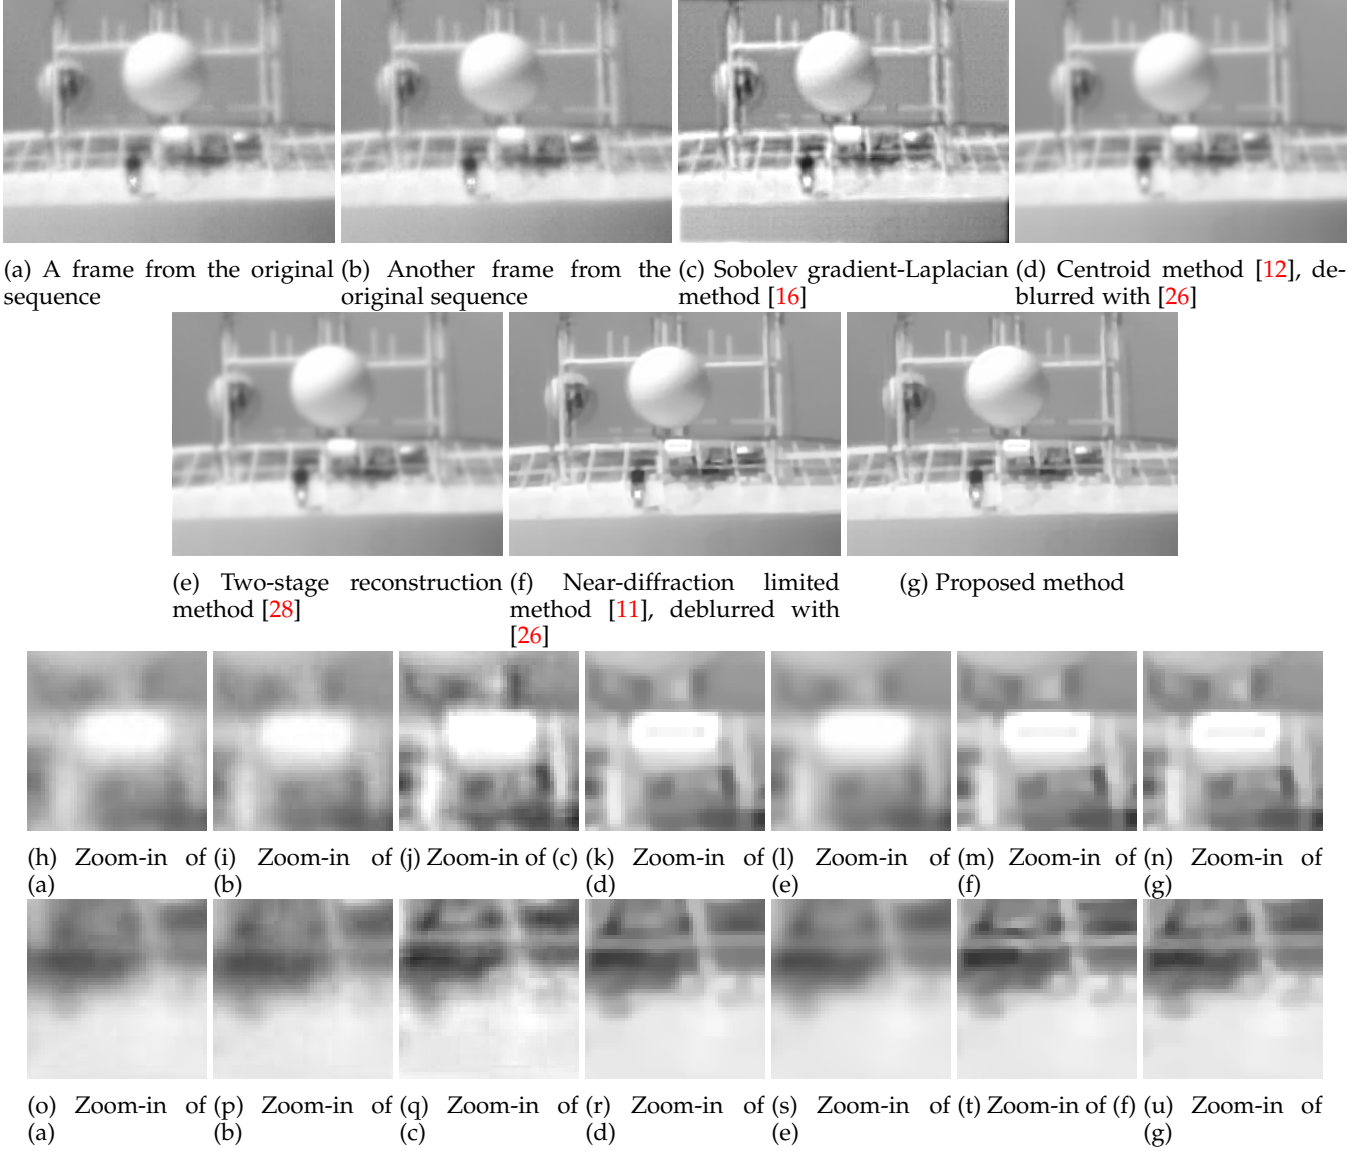 (a) A frame from the original
sequence
(b) Another frame from the
original sequence
(c) Sobolev gradient-Laplacian
method [16]
(d) Centroid method [12], de-
blurred with [26]
(e) Two-stage reconstruction
method [28]
(f) Near-diffraction limited
method [11], deblurred with
[26]
(g) Proposed method
(h) Zoom-in of
(a)
(i) Zoom-in of
(b)
(j) Zoom-in of (c)
(k) Zoom-in of
(d)
(l) Zoom-in of
(e)
(m) Zoom-in of
(f)
(n) Zoom-in of
(g)
(o) Zoom-in of
(a)
(p) Zoom-in of
(b)
(q) Zoom-in of
(c)
(r) Zoom-in of
(d)
(s) Zoom-in of
(e)
(t) Zoom-in of (f)
(u) Zoom-in of
(g)